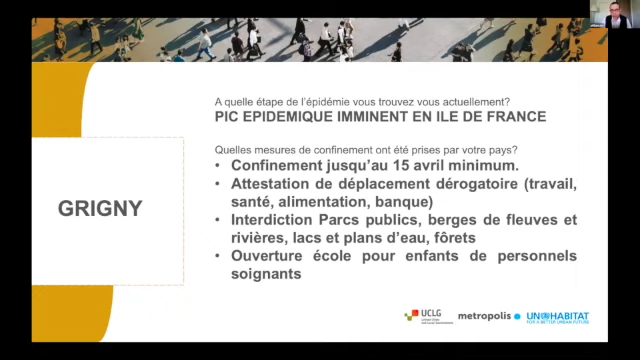 A quelle étape de l'épidémie vous trouvez vous actuellement?
PIC EPIDEMIQUE IMMINENT EN ILE DE FRANCE
Quelles mesures de confinement ont été prises par votre pays?
• Confinement jusqu'au 15 avril minimum.
• Attestation de déplacement dérogatoire (travail,
santé, alimentation, banque)
• Interdiction Parcs publics, berges de fleuves et
rivières, lacs et plans d'eau, fôrets
• Ouverture école pour enfants de personnels
soignants
GRIGNY
UCLG
metropolis
UN HABITAT
FOR A BETTER URBAN FUTURE